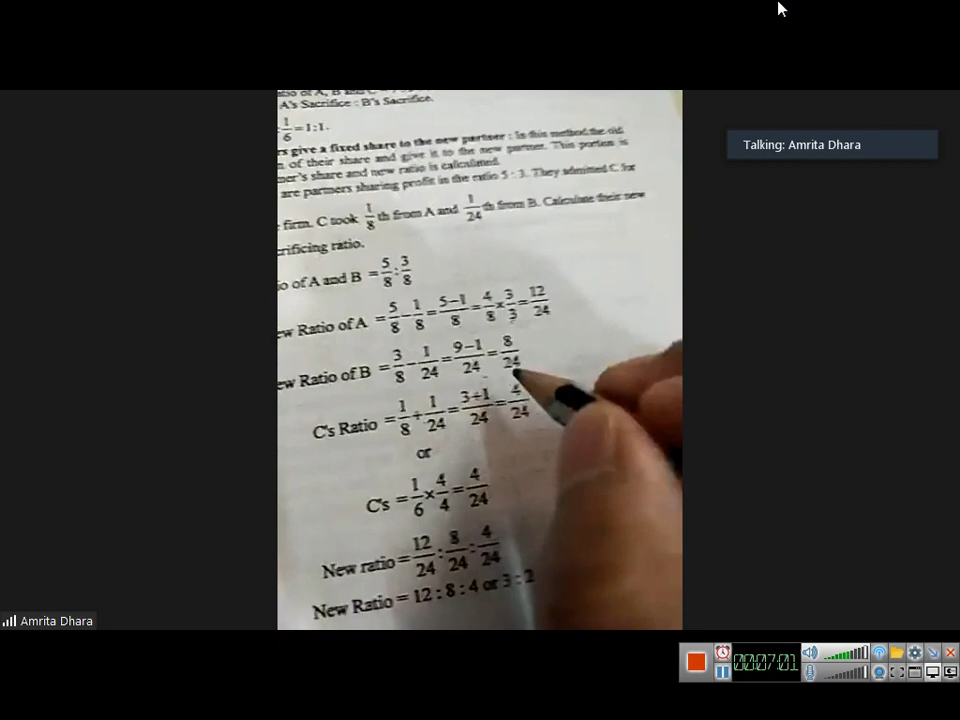 A's Sacrifice : B's Sacrifice.
1/6 = 1 : 1.
give a fixed share to the new partner : In this method the old
of their share and give it to the new partner. This portion is
ner's share and new ratio is calculated.
are partners sharing profit in the ratio 5 : 3. They admitted C for
firm. C took 1/8 th from A and 1/24 th from B. Calculate their new
crificing ratio.
io of A and B = 5/8 : 3/8
ew Ratio of A = 5/8 − 1/8 = 5−1/8 = 4/8 × 3/3 = 12/24
ew Ratio of B = 3/8 − 1/24 = 9−1/24 = 8/24
C's Ratio = 1/8 + 1/24 = 3+1/24 = 4/24
or
C's = 1/6 × 4/4 = 4/24
New ratio = 12/24 : 8/24 : 4/24
New Ratio = 12 : 8 : 4 or 3 : 2
Talking: Amrita Dhara
Amrita Dhara
00:07:01